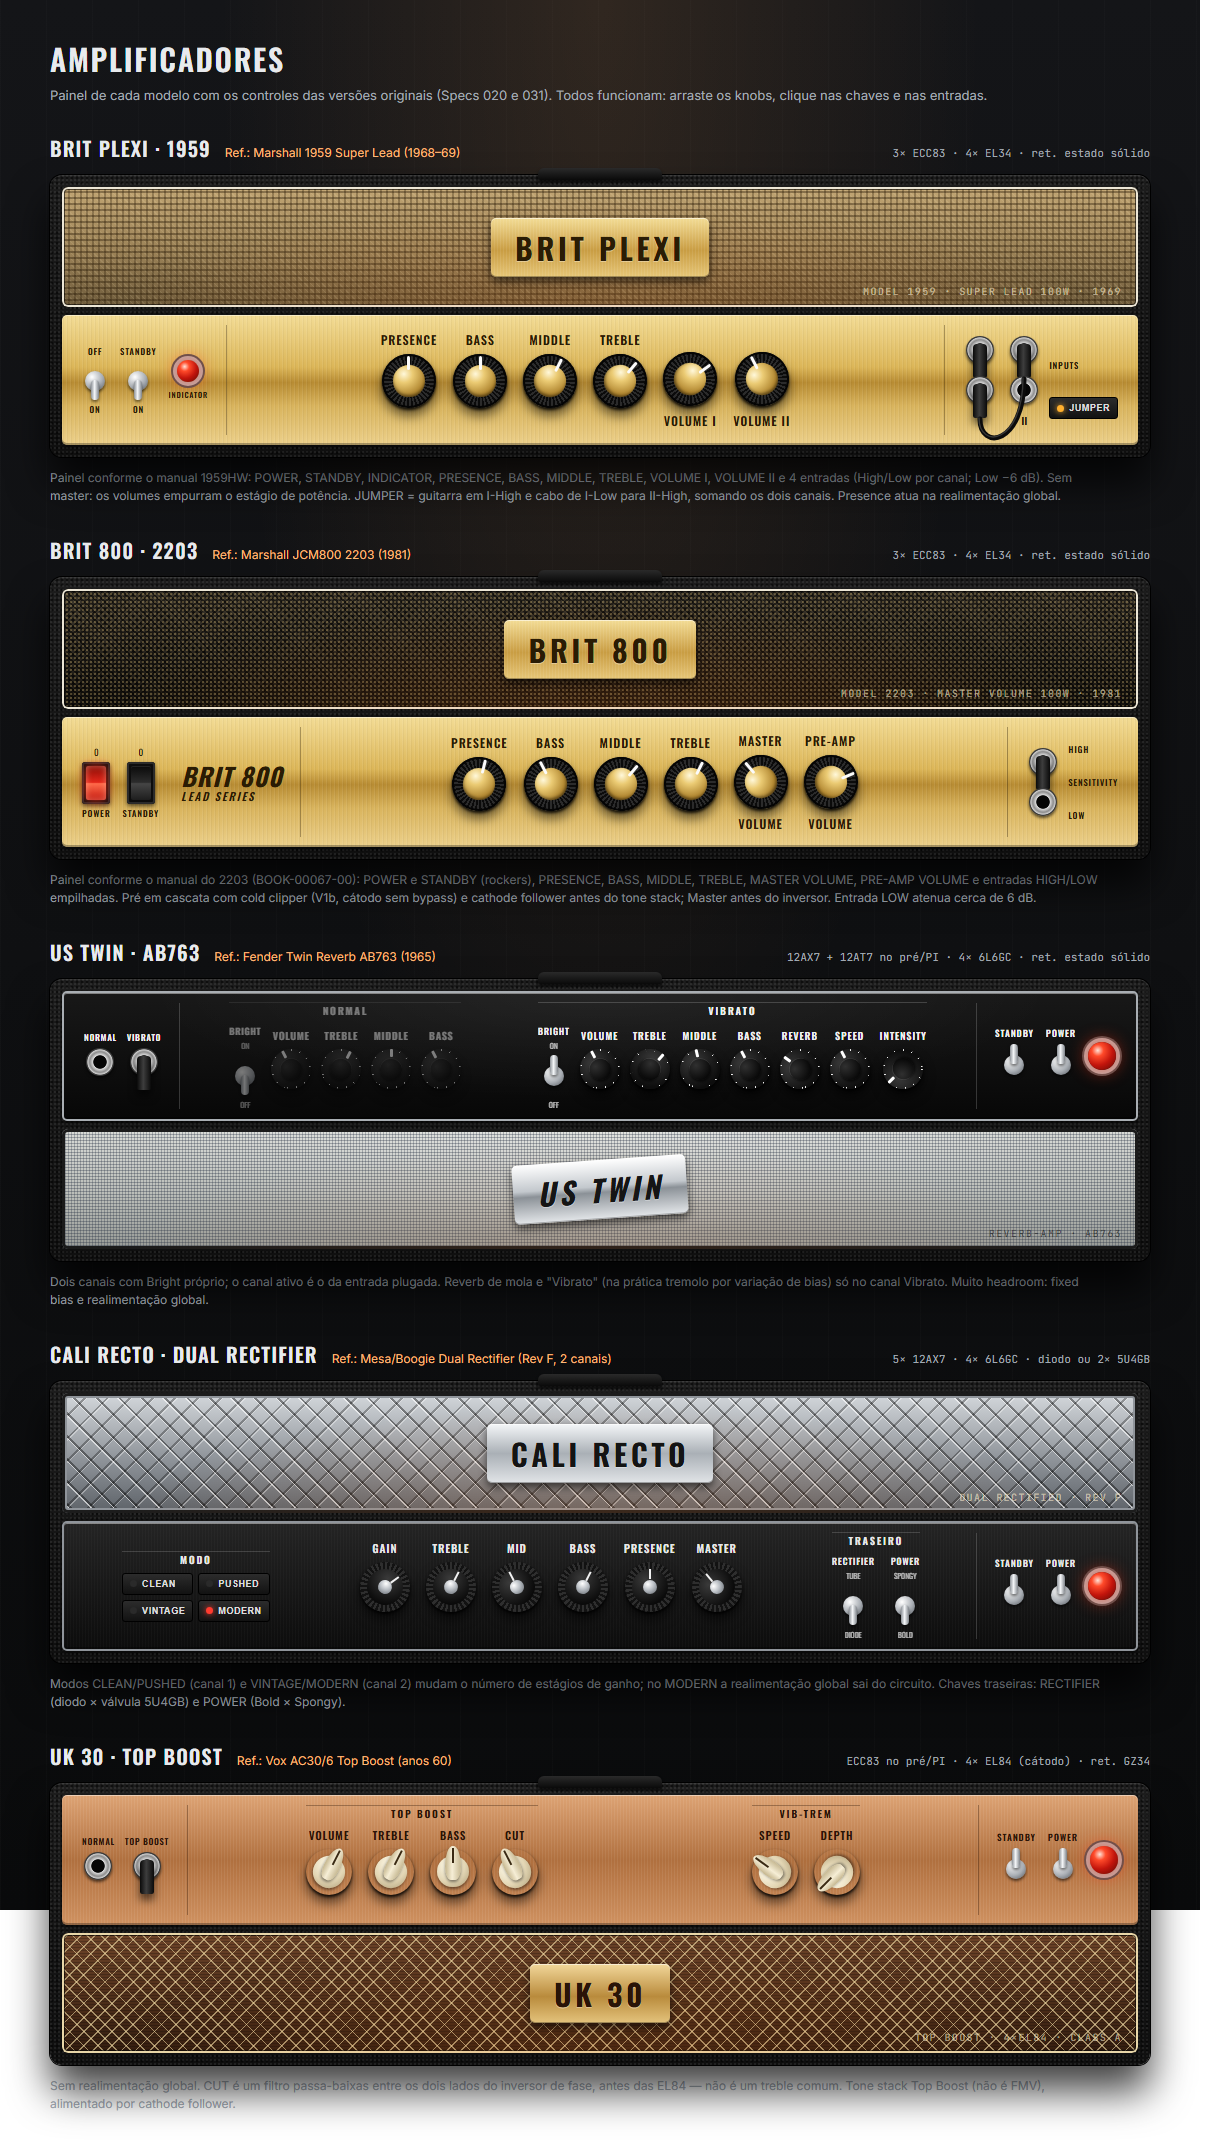 AMPLIFICADORES
Painel de cada modelo com os controles das versões originais (Specs 020 e 031). Todos funcionam: arraste os knobs, clique nas chaves e nas entradas.
BRIT PLEXI · 1959 Ref.: Marshall 1959 Super Lead (1968–69) 3× ECC83 · 4× EL34 · ret. estado sólido
BRIT PLEXI
MODEL 1959 · SUPER LEAD 100W · 1969
PRESENCE BASS MIDDLE TREBLE
OFF STANDBY
INPUTS
INDICATOR
ON ON
JUMPER
VOLUME I VOLUME II
II
Painel conforme o manual 1959HW: POWER, STANDBY, INDICATOR, PRESENCE, BASS, MIDDLE, TREBLE, VOLUME I, VOLUME II e 4 entradas (High/Low por canal; Low −6 dB). Sem
master: os volumes empurram o estágio de potência. JUMPER = guitarra em I-High e cabo de I-Low para II-High, somando os dois canais. Presence atua na realimentação global.
BRIT 800 · 2203 Ref.: Marshall JCM800 2203 (1981) 3× ECC83 · 4× EL34 · ret. estado sólido
BRIT 800
MODEL 2203 · MASTER VOLUME 100W · 1981
PRESENCE BASS MIDDLE TREBLE MASTER PRE-AMP
0 0
HIGH
BRIT 800
LEAD SERIES
SENSITIVITY
POWER STANDBY
LOW
VOLUME VOLUME
Painel conforme o manual do 2203 (BOOK-00067-00): POWER e STANDBY (rockers), PRESENCE, BASS, MIDDLE, TREBLE, MASTER VOLUME, PRE-AMP VOLUME e entradas HIGH/LOW
empilhadas. Pré em cascata com cold clipper (V1b, cátodo sem bypass) e cathode follower antes do tone stack; Master antes do inversor. Entrada LOW atenua cerca de 6 dB.
US TWIN · AB763 Ref.: Fender Twin Reverb AB763 (1965) 12AX7 + 12AT7 no pré/PI · 4× 6L6GC · ret. estado sólido
NORMAL VIBRATO
NORMAL VIBRATO BRIGHT VOLUME TREBLE MIDDLE BASS BRIGHT VOLUME TREBLE MIDDLE BASS REVERB SPEED INTENSITY STANDBY POWER
ON ON
OFF OFF
US TWIN
REVERB-AMP · AB763
Dois canais com Bright próprio; o canal ativo é o da entrada plugada. Reverb de mola e "Vibrato" (na prática tremolo por variação de bias) só no canal Vibrato. Muito headroom: fixed
bias e realimentação global.
CALI RECTO · DUAL RECTIFIER Ref.: Mesa/Boogie Dual Rectifier (Rev F, 2 canais) 5× 12AX7 · 4× 6L6GC · diodo ou 2× 5U4GB
CALI RECTO
DUAL RECTIFIED · REV F
TRASEIRO
GAIN TREBLE MID BASS PRESENCE MASTER
MODO RECTIFIER POWER STANDBY POWER
TUBE SPONGY
CLEAN PUSHED
VINTAGE MODERN
DIODE BOLD
Modos CLEAN/PUSHED (canal 1) e VINTAGE/MODERN (canal 2) mudam o número de estágios de ganho; no MODERN a realimentação global sai do circuito. Chaves traseiras: RECTIFIER
(diodo × válvula 5U4GB) e POWER (Bold × Spongy).
UK 30 · TOP BOOST Ref.: Vox AC30/6 Top Boost (anos 60) ECC83 no pré/PI · 4× EL84 (cátodo) · ret. GZ34
TOP BOOST VIB-TREM
NORMAL TOP BOOST VOLUME TREBLE BASS CUT SPEED DEPTH STANDBY POWER
UK 30
TOP BOOST · 4×EL84 · CLASS A
Sem realimentação global. CUT é um filtro passa-baixas entre os dois lados do inversor de fase, antes das EL84 — não é um treble comum. Tone stack Top Boost (não é FMV),
alimentado por cathode follower.